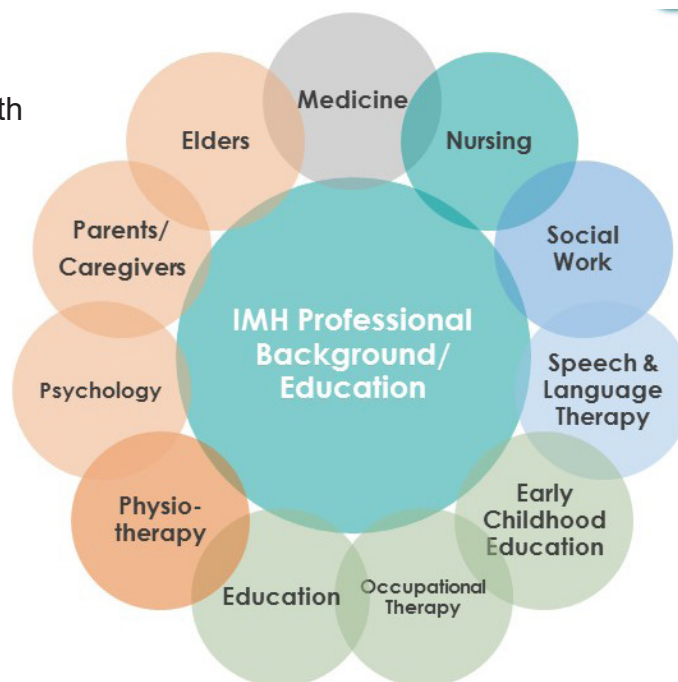 th
Medicine
Nursing
Social
Work
Speech &
Language
Therapy
Early
Childhood
Education
Occupational
Therapy
Education
Physio-
therapy
Psychology
Parents/
Caregivers
Elders
IMH Professional
Background/
Education